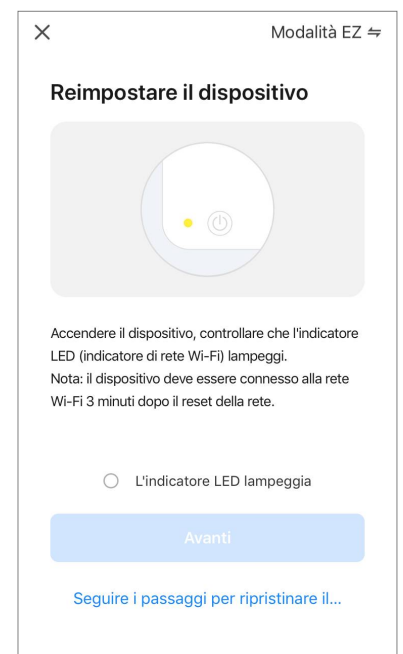 Modalità EZ ⇋
Reimpostare il dispositivo
Accendere il dispositivo, controllare che l'indicatore
LED (indicatore di rete Wi-Fi) lampeggi.
Nota: il dispositivo deve essere connesso alla rete
Wi-Fi 3 minuti dopo il reset della rete.
L'indicatore LED lampeggia
Avanti
Seguire i passaggi per ripristinare il...